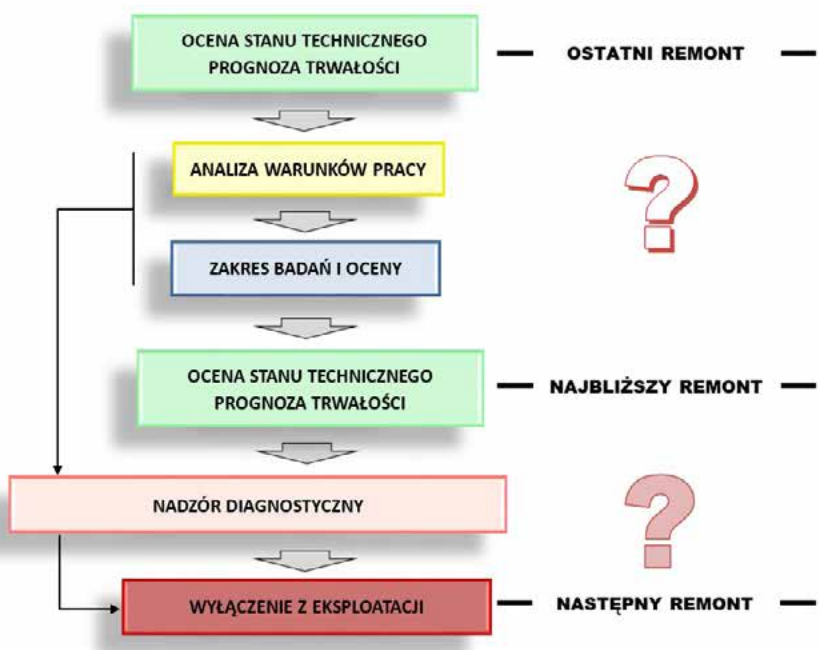 OCENA STANU TECHNICZNEGO
PROGNOZA TRWAŁOŚCI
OSTATNI REMONT
ANALIZA WARUNKÓW PRACY
?
ZAKRES BADAŃ I OCENY
OCENA STANU TECHNICZNEGO
PROGNOZA TRWAŁOŚCI
NAJBLIŻSZY REMONT
NADZÓR DIAGNOSTYCZNY
?
WYŁĄCZENIE Z EKSPLOATACJI
NASTĘPNY REMONT